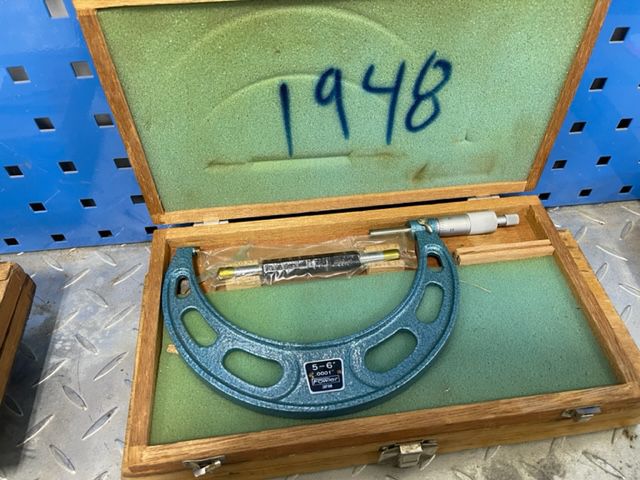 1948
5-6"
.0001"
Fowler